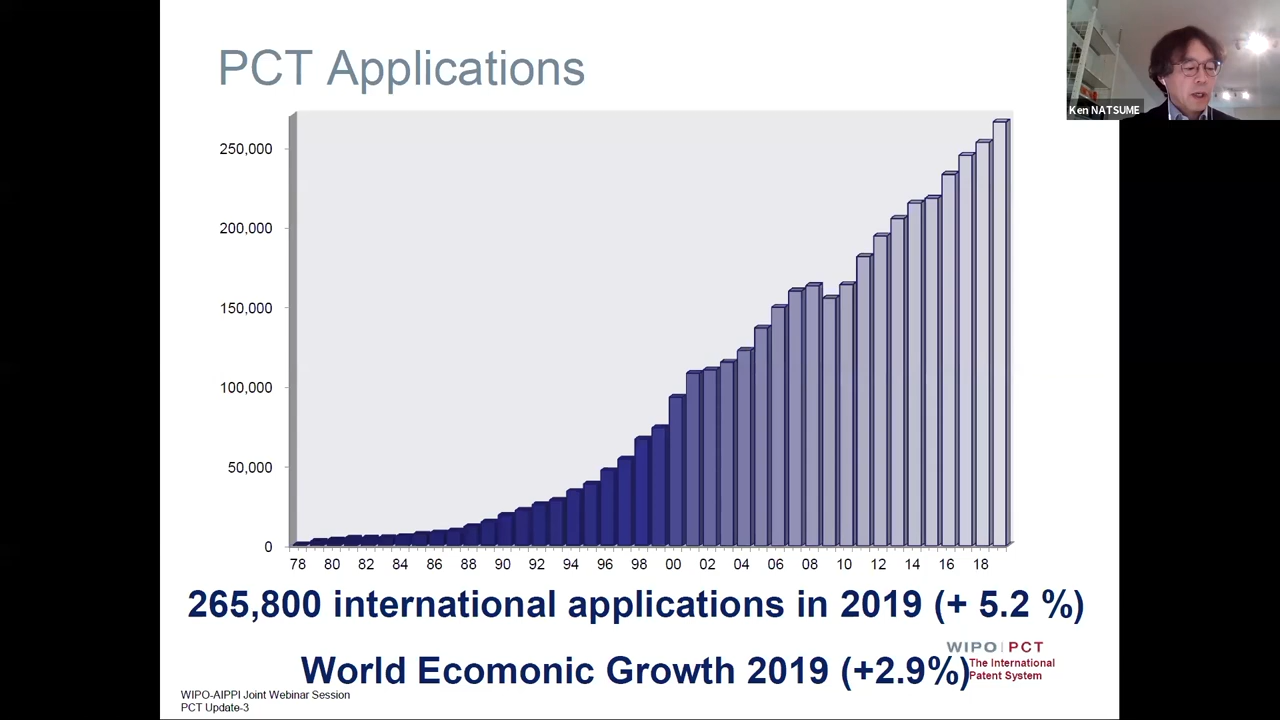 PCT Applications
Ken NATSUME
250,000
200,000
150,000
100,000
50,000
0
78 80 82 84 86 88 90 92 94 96 98 00 02 04 06 08 10 12 14 16 18
265,800 international applications in 2019 (+ 5.2 %)
World Ecomonic Growth 2019 (+2.9%)
WIPO PCT
The International
Patent System
WIPO-AIPPI Joint Webinar Session
PCT Update-3